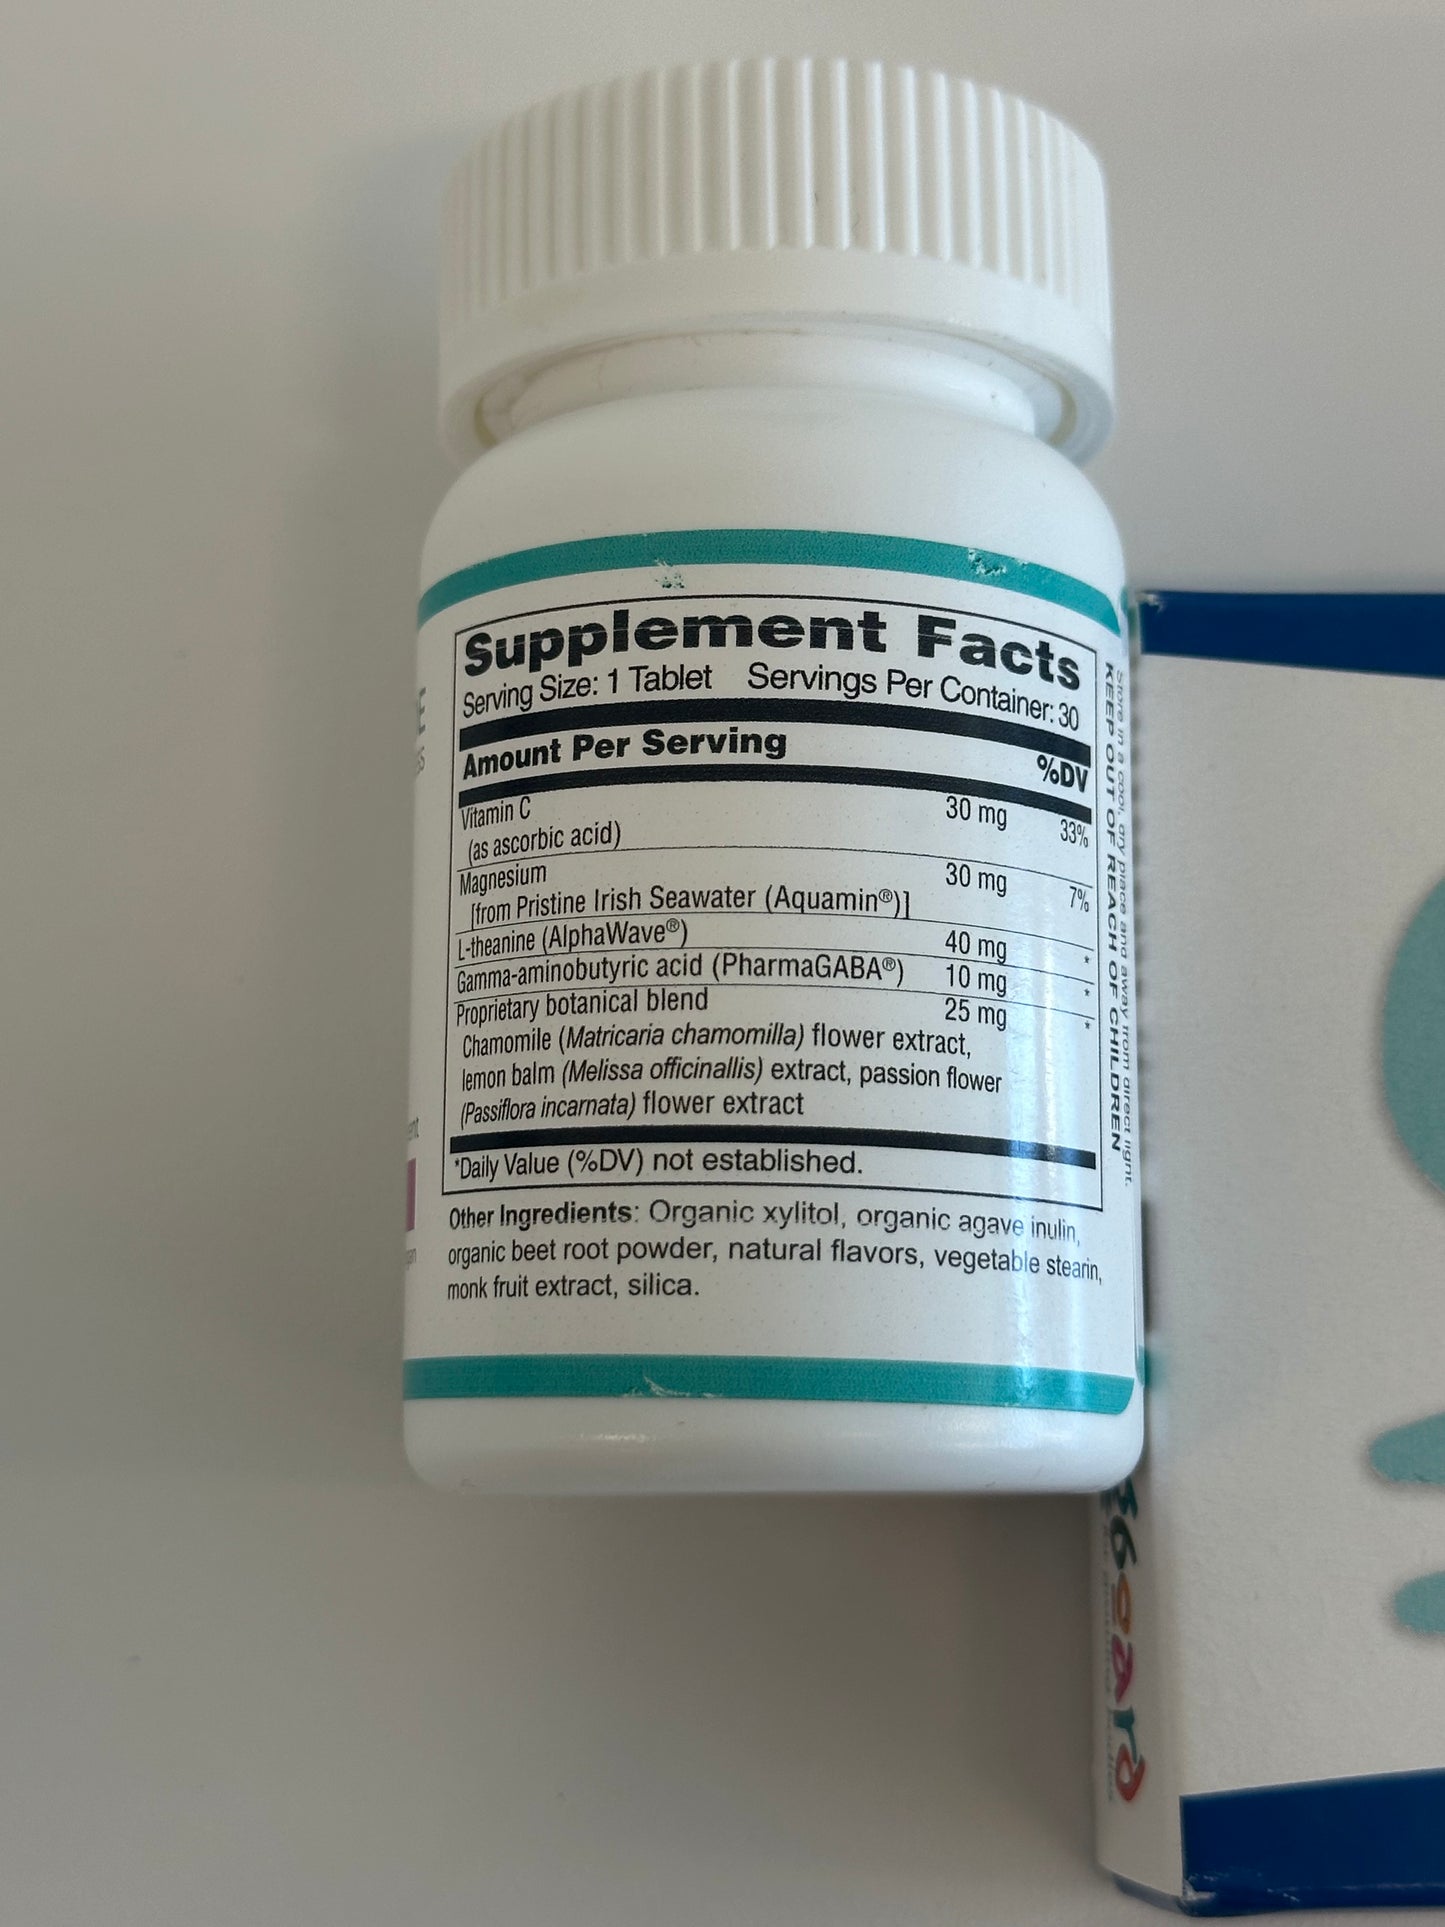 Supplement Facts
Serving Size: 1 Tablet Servings Per Container: 30
Amount Per Serving %DV
Vitamin C 30 mg 33%
(as ascorbic acid)
Magnesium 30 mg 7%
[from Pristine Irish Seawater (Aquamin®)]
L-theanine (AlphaWave®) 40 mg *
Gamma-aminobutyric acid (PharmaGABA®) 10 mg *
Proprietary botanical blend 25 mg *
Chamomile (Matricaria chamomilla) flower extract,
lemon balm (Melissa officinallis) extract, passion flower
(Passiflora incarnata) flower extract
*Daily Value (%DV) not established.
Other Ingredients: Organic xylitol, organic agave inulin,
organic beet root powder, natural flavors, vegetable stearin,
monk fruit extract, silica.
Store in a cool, dry place and away from direct light.
KEEP OUT OF REACH OF CHILDREN